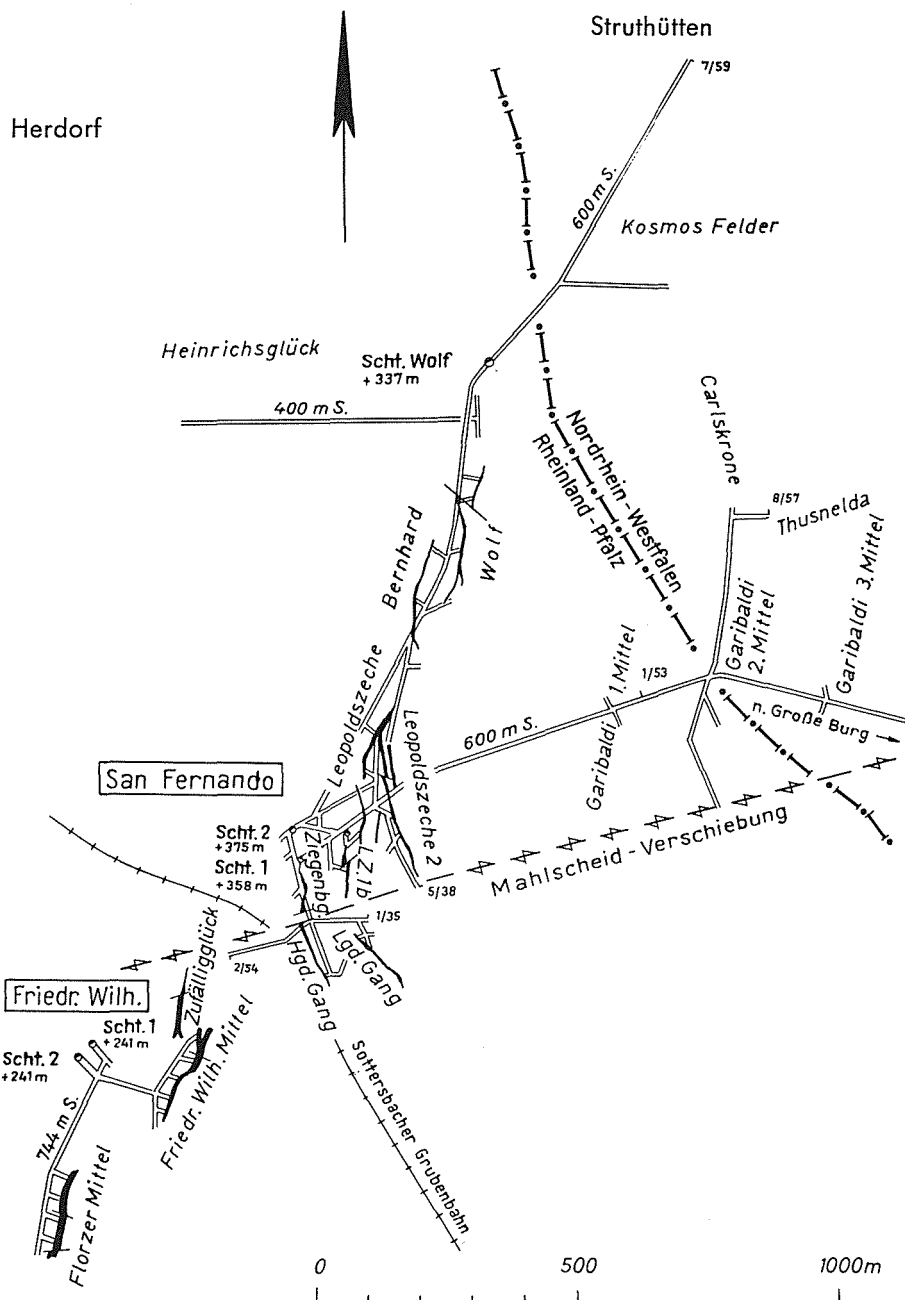 Struthütten
7/59
Herdorf
600 m S.
Kosmos Felder
Heinrichsglück
Scht. Wolf
+ 337 m
400 m S.
Carlskrone
Nordrhein-Westfalen
Rheinland-Pfalz
8/57
Thusnelda
Bernhard
Wolf
Garibaldi
2. Mittel
Garibaldi 3. Mittel
Garibaldi 1. Mittel
1/53
n. Große Burg
Leopoldszeche
Leopoldszeche 2
600 m S.
San Fernando
Scht. 2
+375 m
Scht. 1
+358 m
Ziegenbg.
L.Z. 1b
5/38
Mahlscheid-Verschiebung
1/35
2/54
Hgd. Gang
Lgd. Gang
Zufälligglück
Friedr. Wilh.
Scht. 1
+241 m
Scht. 2
+241 m
Friedr. Wilh. Mittel
744 m S.
Florzer Mittel
Sottersbacher Grubenbahn
0
500
1000m